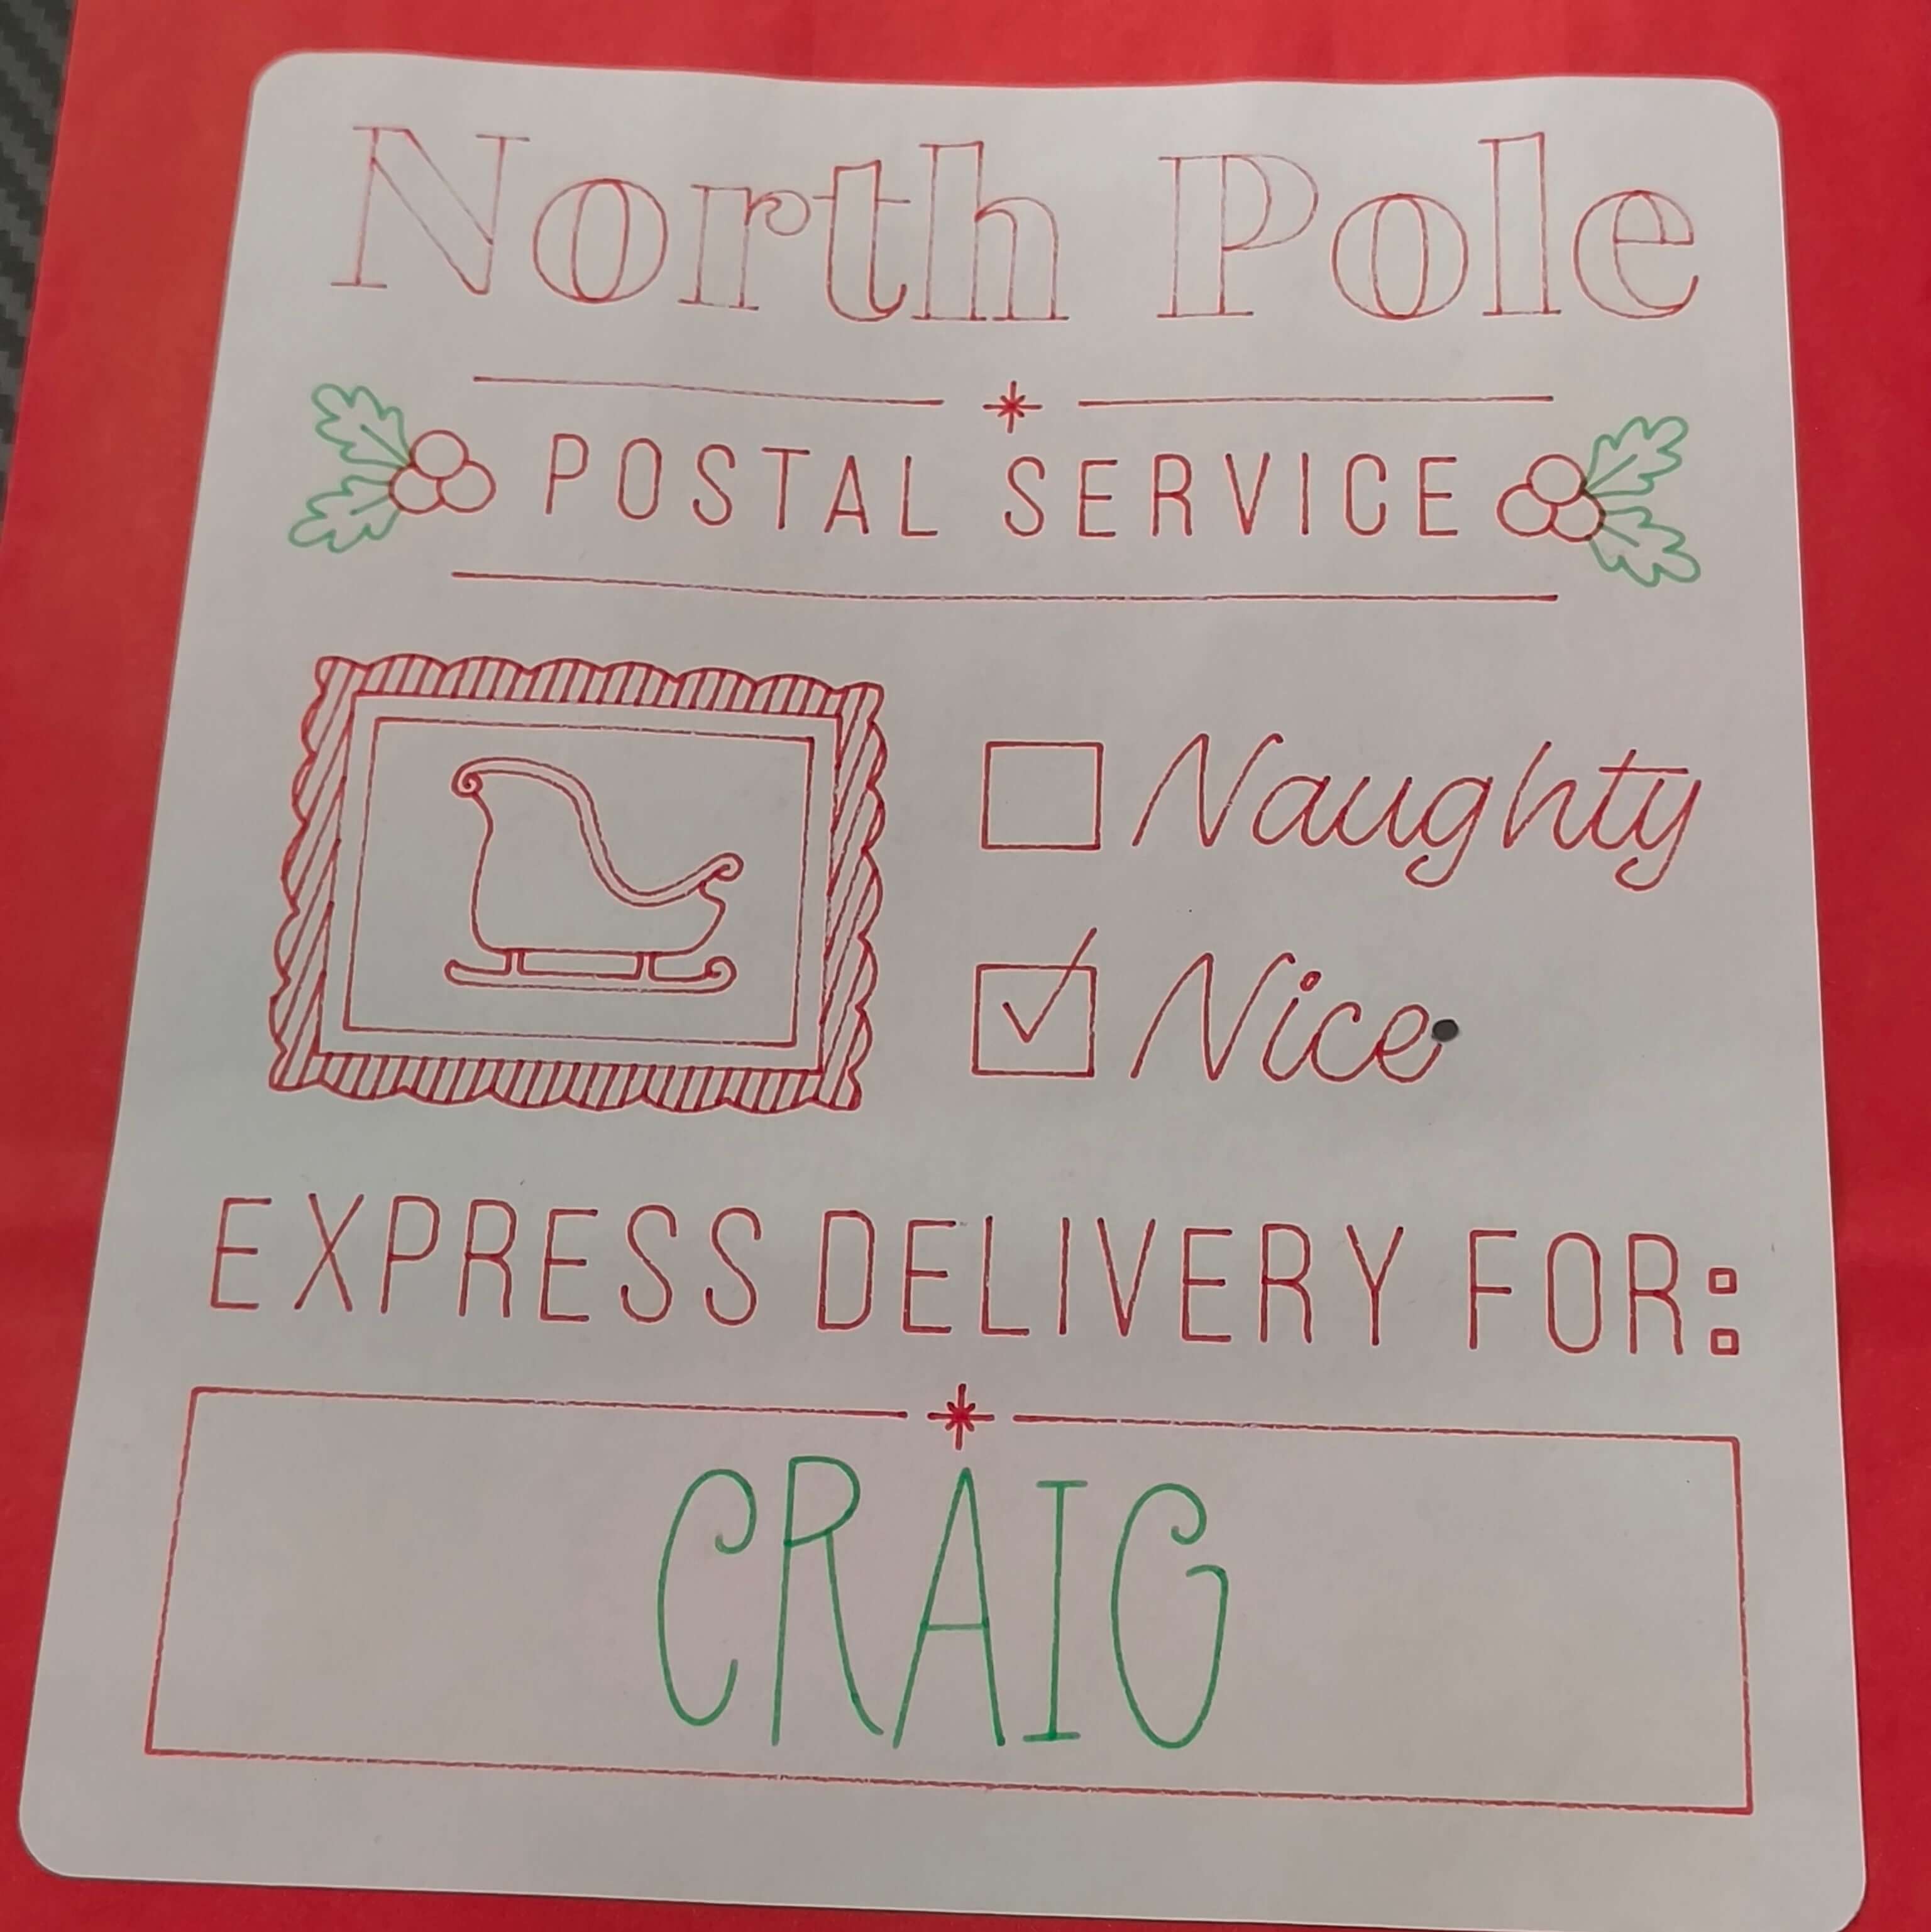 North Pole
POSTAL SERVICE
Naughty
Nice
EXPRESS DELIVERY FOR:
CRAIG